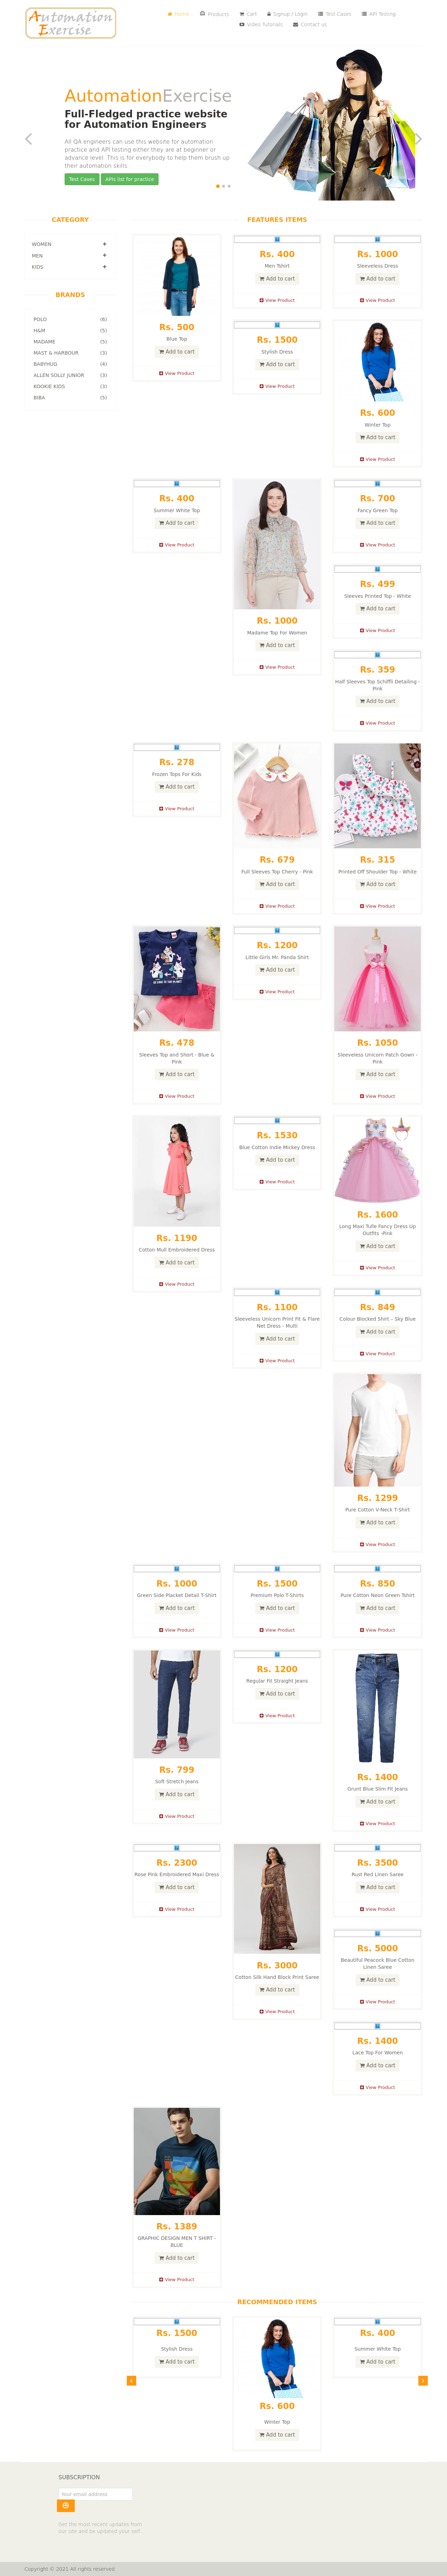 Automation
Exercise
Home
Products
Cart
Signup / Login
Test Cases
API Testing
Video Tutorials
Contact us
AutomationExercise
Full-Fledged practice website
for Automation Engineers
All QA engineers can use this website for automation
practice and API testing either they are at beginner or
advance level. This is for everybody to help them brush up
their automation skills.
Test Cases
APIs list for practice
CATEGORY
WOMEN
MEN
KIDS
BRANDS
POLO (6)
H&M (5)
MADAME (5)
MAST & HARBOUR (3)
BABYHUG (4)
ALLEN SOLLY JUNIOR (3)
KOOKIE KIDS (3)
BIBA (5)
FEATURES ITEMS
Rs. 500
Blue Top
Add to cart
View Product
Rs. 400
Men Tshirt
Add to cart
View Product
Rs. 1000
Sleeveless Dress
Add to cart
View Product
Rs. 1500
Stylish Dress
Add to cart
View Product
Rs. 600
Winter Top
Add to cart
View Product
Rs. 400
Summer White Top
Add to cart
View Product
Rs. 1000
Madame Top For Women
Add to cart
View Product
Rs. 700
Fancy Green Top
Add to cart
View Product
Rs. 499
Sleeves Printed Top - White
Add to cart
View Product
Rs. 359
Half Sleeves Top Schiffli Detailing -
Pink
Add to cart
View Product
Rs. 278
Frozen Tops For Kids
Add to cart
View Product
Rs. 679
Full Sleeves Top Cherry - Pink
Add to cart
View Product
Rs. 315
Printed Off Shoulder Top - White
Add to cart
View Product
Rs. 478
Sleeves Top and Short - Blue &
Pink
Add to cart
View Product
Rs. 1200
Little Girls Mr. Panda Shirt
Add to cart
View Product
Rs. 1050
Sleeveless Unicorn Patch Gown -
Pink
Add to cart
View Product
Rs. 1190
Cotton Mull Embroidered Dress
Add to cart
View Product
Rs. 1530
Blue Cotton Indie Mickey Dress
Add to cart
View Product
Rs. 1600
Long Maxi Tulle Fancy Dress Up
Outfits -Pink
Add to cart
View Product
Rs. 1100
Sleeveless Unicorn Print Fit & Flare
Net Dress - Multi
Add to cart
View Product
Rs. 849
Colour Blocked Shirt – Sky Blue
Add to cart
View Product
Rs. 1299
Pure Cotton V-Neck T-Shirt
Add to cart
View Product
Rs. 1000
Green Side Placket Detail T-Shirt
Add to cart
View Product
Rs. 1500
Premium Polo T-Shirts
Add to cart
View Product
Rs. 850
Pure Cotton Neon Green Tshirt
Add to cart
View Product
Rs. 799
Soft Stretch Jeans
Add to cart
View Product
Rs. 1200
Regular Fit Straight Jeans
Add to cart
View Product
Rs. 1400
Grunt Blue Slim Fit Jeans
Add to cart
View Product
Rs. 2300
Rose Pink Embroidered Maxi Dress
Add to cart
View Product
Rs. 3000
Cotton Silk Hand Block Print Saree
Add to cart
View Product
Rs. 3500
Rust Red Linen Saree
Add to cart
View Product
Rs. 5000
Beautiful Peacock Blue Cotton
Linen Saree
Add to cart
View Product
Rs. 1400
Lace Top For Women
Add to cart
View Product
Rs. 1389
GRAPHIC DESIGN MEN T SHIRT -
BLUE
Add to cart
View Product
RECOMMENDED ITEMS
Rs. 1500
Stylish Dress
Add to cart
Rs. 600
Winter Top
Add to cart
Rs. 400
Summer White Top
Add to cart
SUBSCRIPTION
Your email address
Get the most recent updates from
our site and be updated your self...
Copyright © 2021 All rights reserved